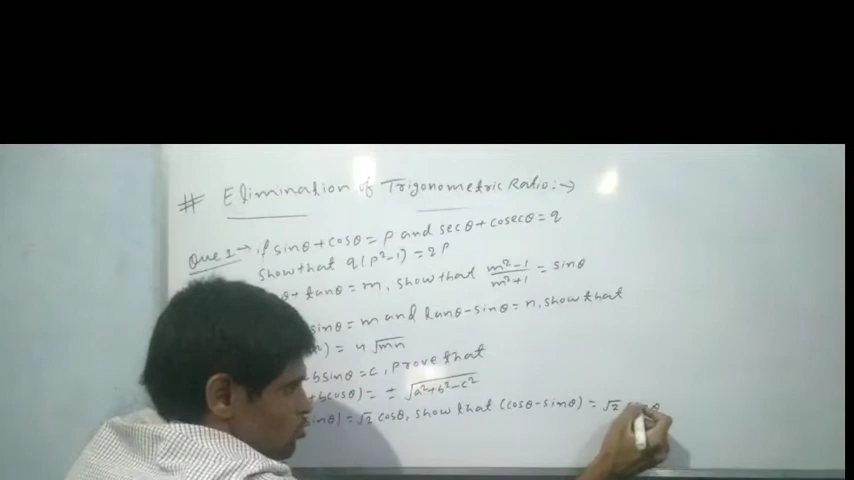 # Elimination of Trigonometric Ratio:→
Que 1→ if sinθ+cosθ=p and secθ+cosecθ=q
show that q(p²-1)=2p
θ+tanθ=m, show that m²-1/m²+1=sinθ
sinθ=m and tanθ-sinθ=n, show that
²)=4√mn
-bsinθ=c, prove that
+bcosθ)=±√a²+b²-c²
sinθ)=√2 cosθ, show that (cosθ-sinθ)=√2